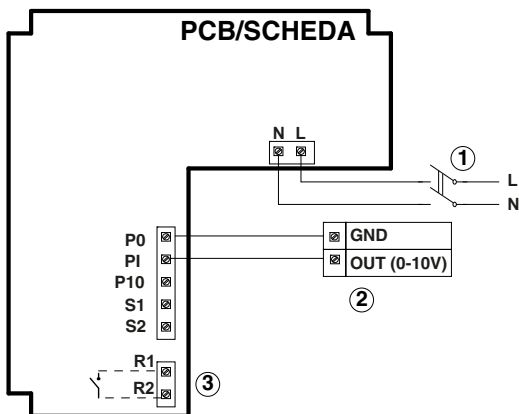 PCB/SCHEDA
N L
1
L
N
P0
PI
P10
S1
S2
GND
OUT (0-10V)
2
R1
R2
3